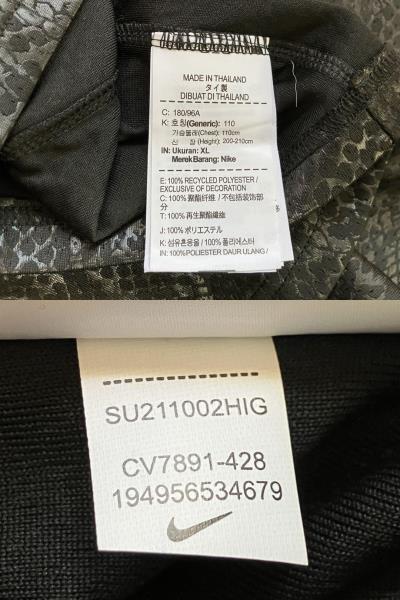 MADE IN THAILAND
タイ製
DIBUAT DI THAILAND
C: 180/96A
K: 호칭(Generic): 110
가슴둘레(Chest): 110cm
신 장 (Height): 200-210cm
IN: Ukuran: XL
MerekBarang: Nike
E: 100% RECYCLED POLYESTER /
EXCLUSIVE OF DECORATION
C: 100% 聚酯纤维 / 不包括装饰部
分
T: 100% 再生聚酯纖維
J: 100% ポリエステル
K: 섬유혼용율 / 100% 폴리에스터
IN: 100%POLIESTER DAUR ULANG /
SU211002HIG
CV7891-428
194956534679